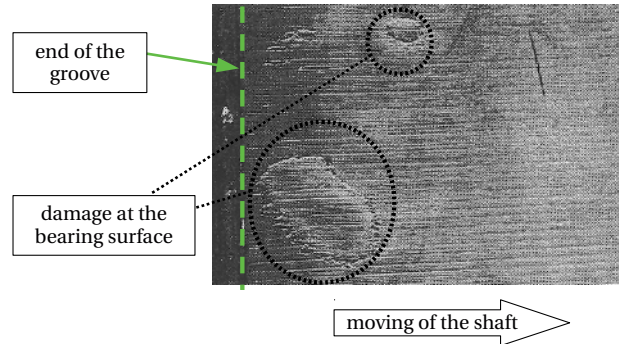 end of the
groove
damage at the
bearing surface
moving of the shaft